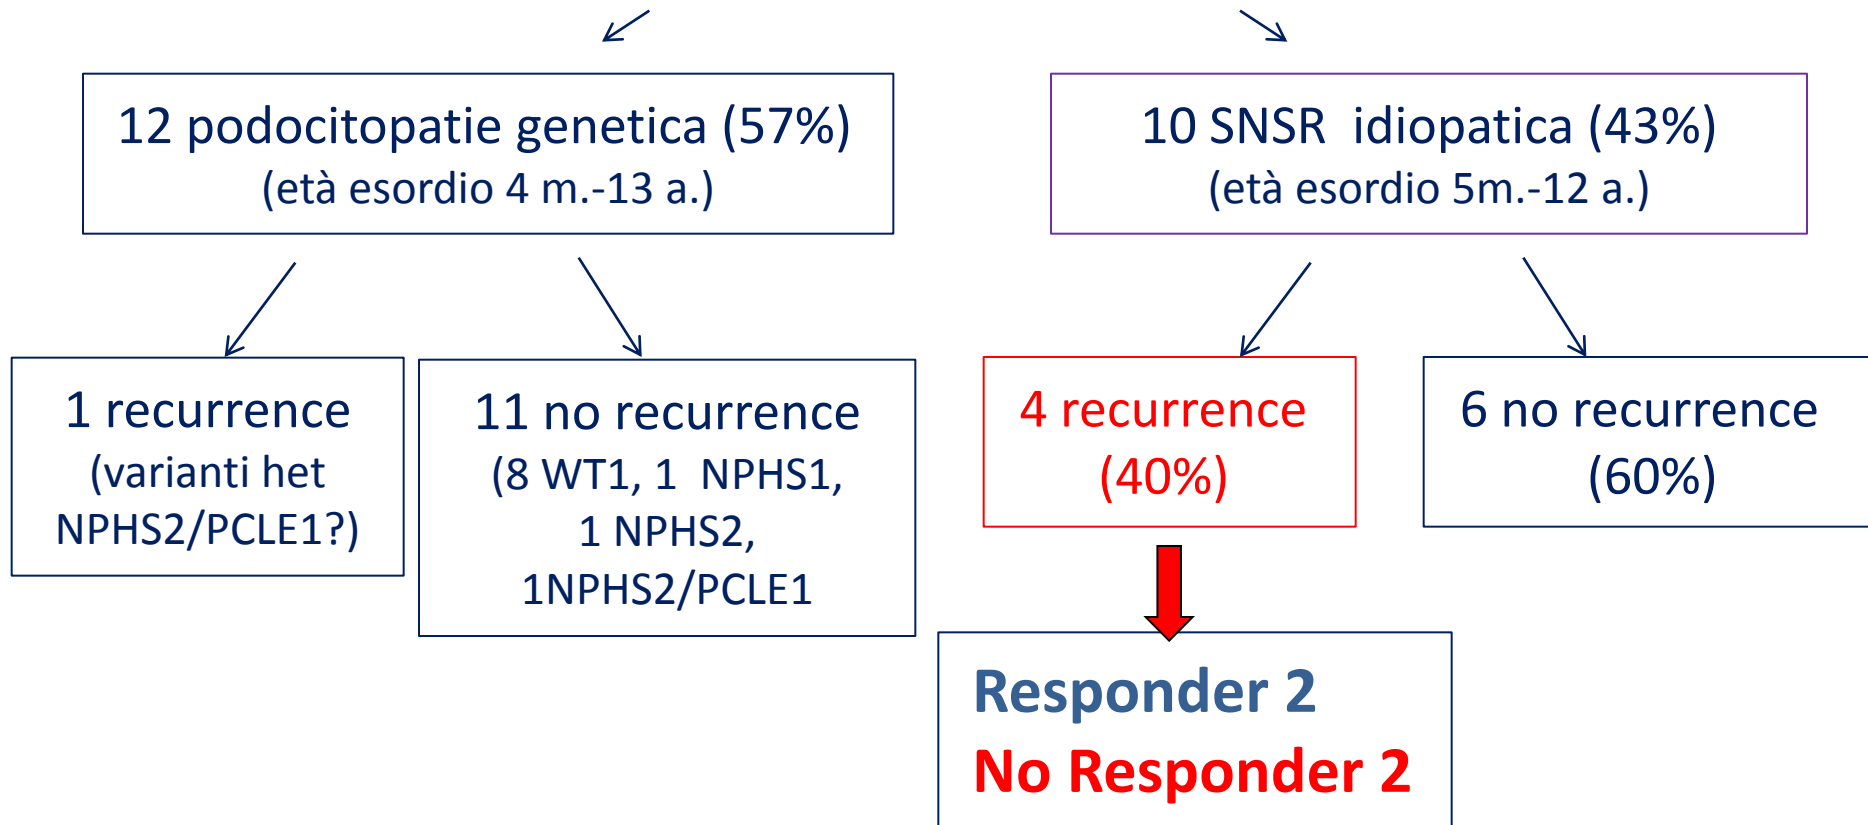 12 podocitopatie genetica (57%)
(età esordio 4 m.-13 a.)
10 SNSR idiopatica (43%)
(età esordio 5m.-12 a.)
1 recurrence
(varianti het
NPHS2/PCLE1?)
11 no recurrence
(8 WT1, 1 NPHS1,
1 NPHS2,
1NPHS2/PCLE1
4 recurrence
(40%)
6 no recurrence
(60%)
Responder 2
No Responder 2